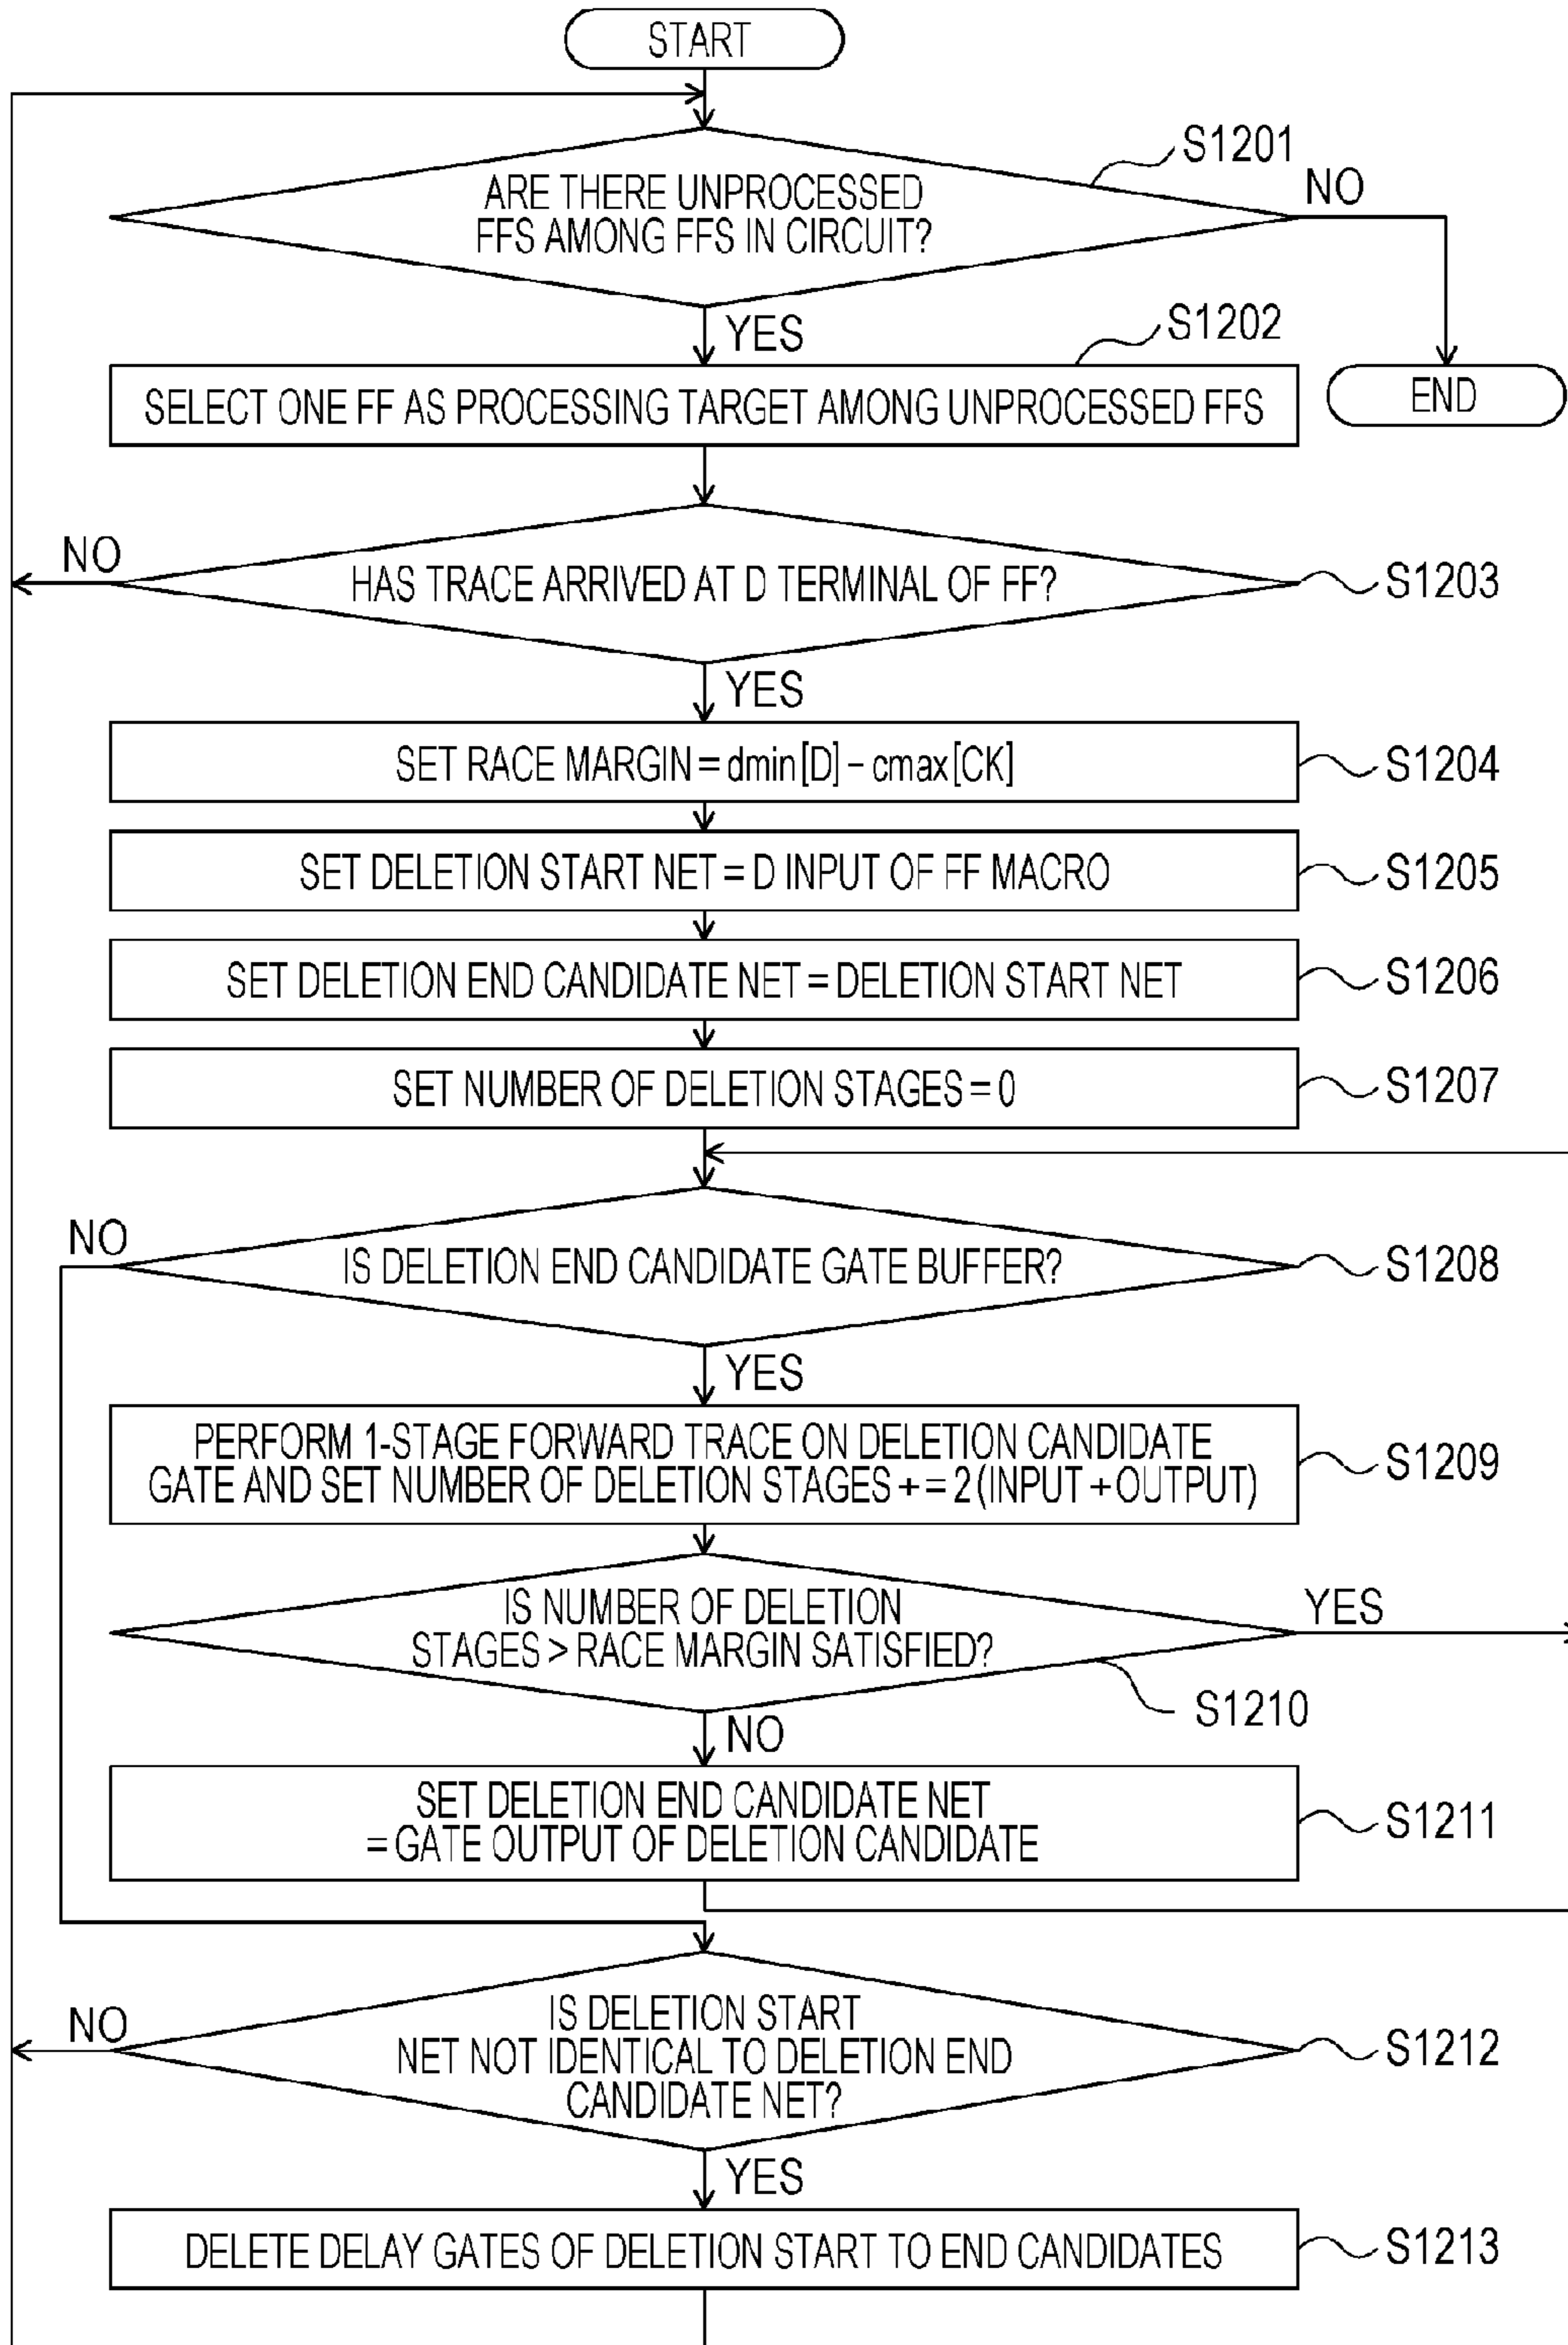 START
S1201
ARE THERE UNPROCESSED
FFS AMONG FFS IN CIRCUIT?
NO
YES
S1202
SELECT ONE FF AS PROCESSING TARGET AMONG UNPROCESSED FFS
END
NO
HAS TRACE ARRIVED AT D TERMINAL OF FF?
S1203
YES
SET RACE MARGIN = dmin[D] − cmax[CK]
S1204
SET DELETION START NET = D INPUT OF FF MACRO
S1205
SET DELETION END CANDIDATE NET = DELETION START NET
S1206
SET NUMBER OF DELETION STAGES = 0
S1207
NO
IS DELETION END CANDIDATE GATE BUFFER?
S1208
YES
PERFORM 1-STAGE FORWARD TRACE ON DELETION CANDIDATE
GATE AND SET NUMBER OF DELETION STAGES + = 2 (INPUT + OUTPUT)
S1209
IS NUMBER OF DELETION
STAGES > RACE MARGIN SATISFIED?
YES
S1210
NO
SET DELETION END CANDIDATE NET
= GATE OUTPUT OF DELETION CANDIDATE
S1211
NO
IS DELETION START
NET NOT IDENTICAL TO DELETION END
CANDIDATE NET?
S1212
YES
DELETE DELAY GATES OF DELETION START TO END CANDIDATES
S1213